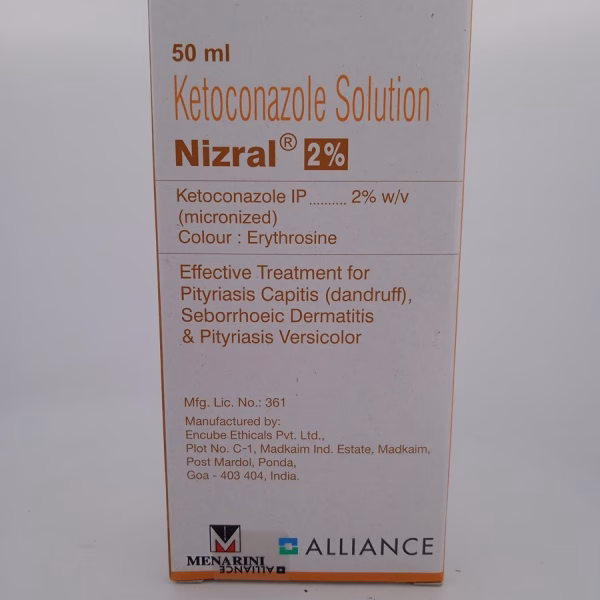 50 ml
Ketoconazole Solution
Nizral® 2%
Ketoconazole IP .......... 2% w/v
(micronized)
Colour : Erythrosine
Effective Treatment for
Pityriasis Capitis (dandruff),
Seborrhoeic Dermatitis
& Pityriasis Versicolor
Mfg. Lic. No.: 361
Manufactured by:
Encube Ethicals Pvt. Ltd.,
Plot No. C-1, Madkaim Ind. Estate, Madkaim,
Post Mardol, Ponda,
Goa - 403 404, India.
MENARINI
ALLIANCE
ALLIANCE